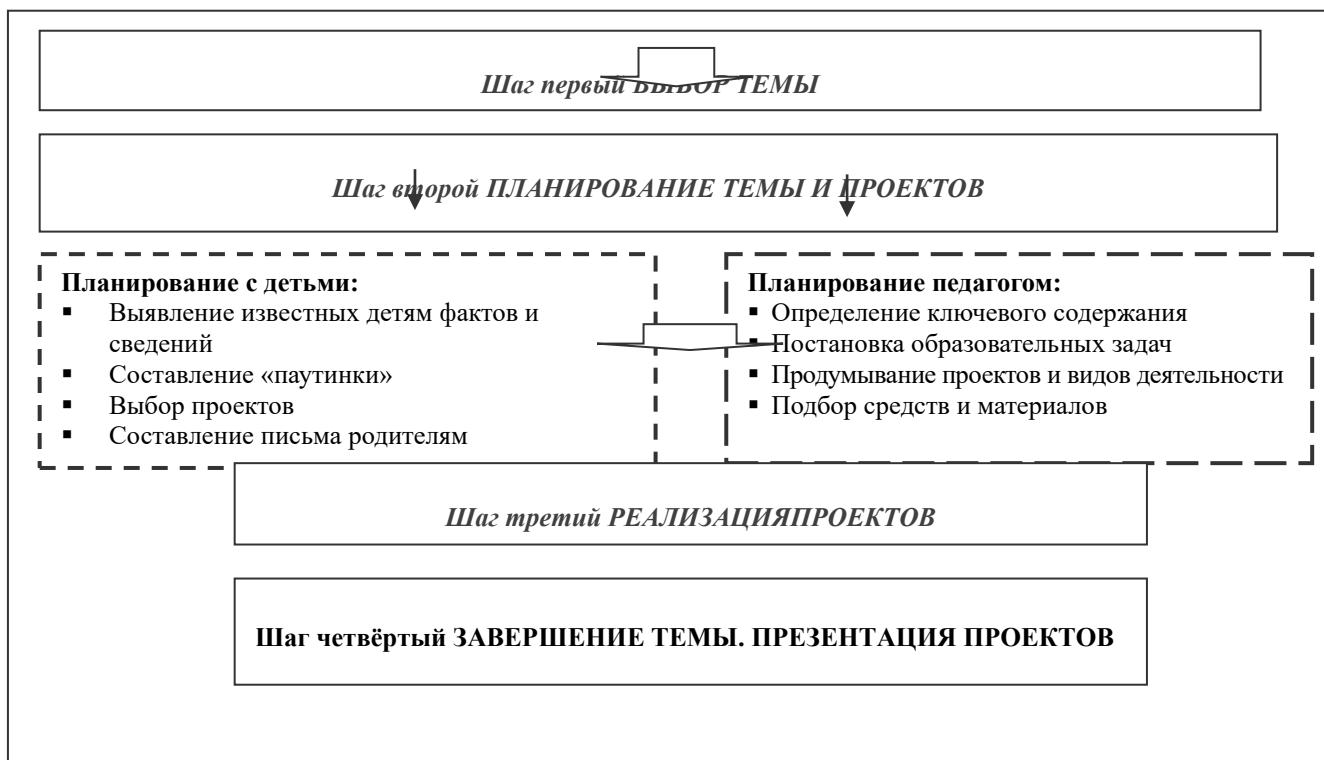 Шаг первый ВЫБОР ТЕМЫ
Шаг второй ПЛАНИРОВАНИЕ ТЕМЫ И ПРОЕКТОВ
Планирование с детьми:
▪ Выявление известных детям фактов и
сведений
▪ Составление «паутинки»
▪ Выбор проектов
▪ Составление письма родителям
Планирование педагогом:
▪ Определение ключевого содержания
▪ Постановка образовательных задач
▪ Продумывание проектов и видов деятельности
▪ Подбор средств и материалов
Шаг третий РЕАЛИЗАЦИЯПРОЕКТОВ
Шаг четвёртый ЗАВЕРШЕНИЕ ТЕМЫ. ПРЕЗЕНТАЦИЯ ПРОЕКТОВ